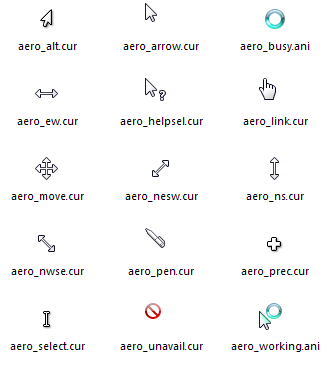 aero_alt.cur
aero_arrow.cur
aero_busy.ani
aero_ew.cur
aero_helpsel.cur
aero_link.cur
aero_move.cur
aero_nesw.cur
aero_ns.cur
aero_nwse.cur
aero_pen.cur
aero_prec.cur
aero_select.cur
aero_unavail.cur
aero_working.ani